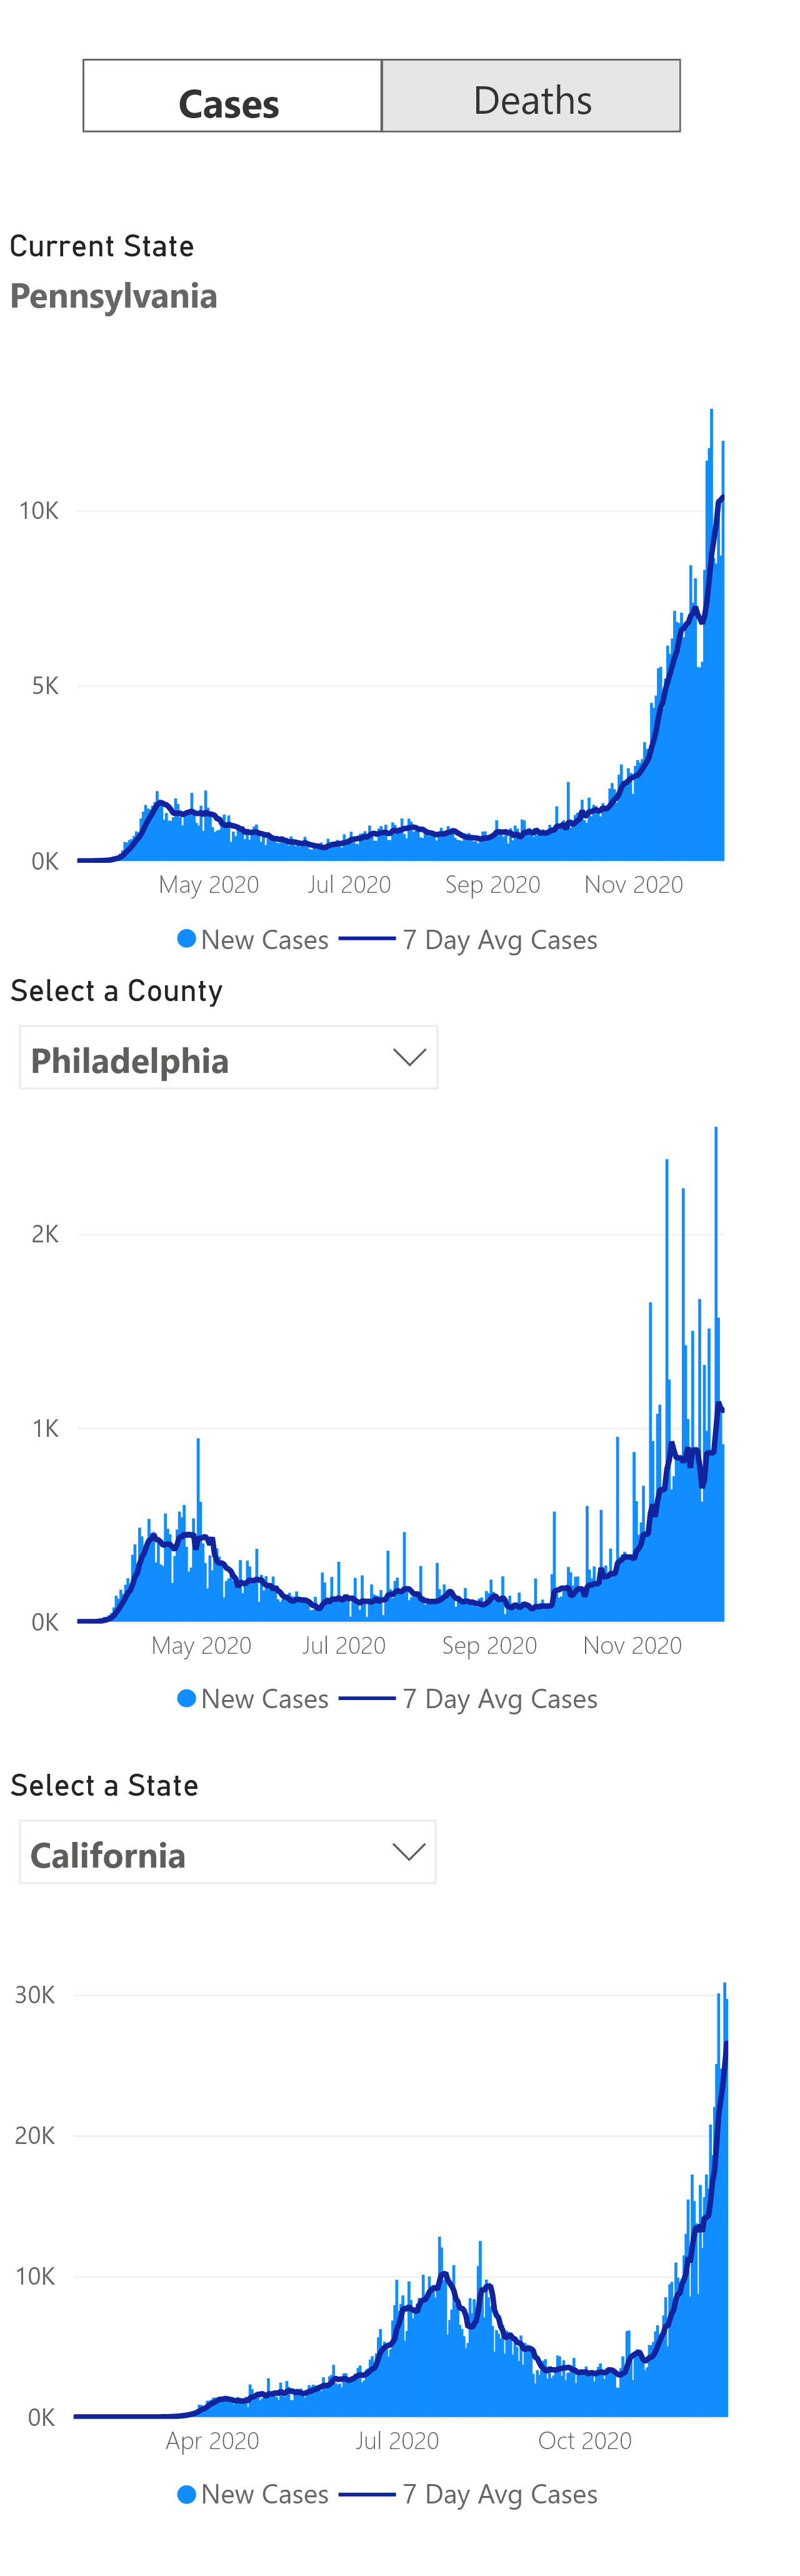 Cases Deaths
Current State
Pennsylvania
10K
5K
0K
May 2020 Jul 2020 Sep 2020 Nov 2020
New Cases 7 Day Avg Cases
Select a County
Philadelphia
2K
1K
0K
May 2020 Jul 2020 Sep 2020 Nov 2020
New Cases 7 Day Avg Cases
Select a State
California
30K
20K
10K
0K
Apr 2020 Jul 2020 Oct 2020
New Cases 7 Day Avg Cases